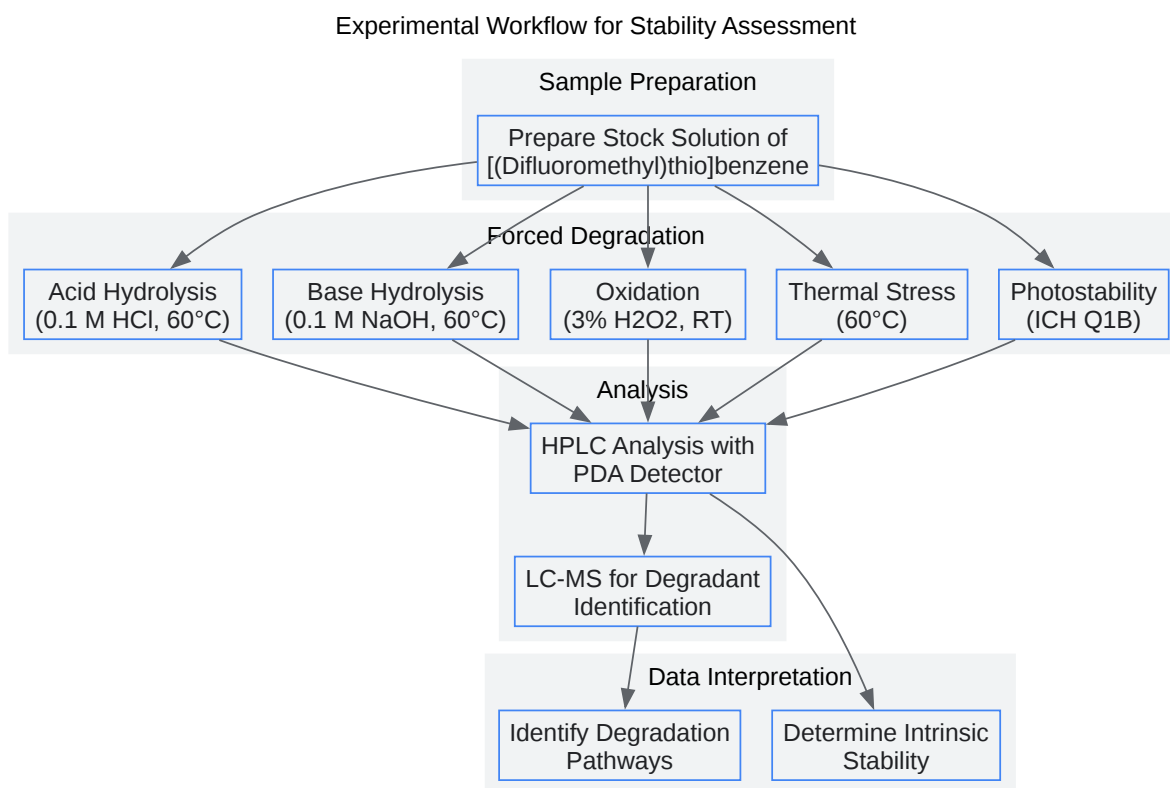 Experimental Workflow for Stability Assessment
Sample Preparation
Prepare Stock Solution of
[(Difluoromethyl)thio]benzene
Forced Degradation
Acid Hydrolysis
(0.1 M HCl, 60°C)
Base Hydrolysis
(0.1 M NaOH, 60°C)
Oxidation
(3% H2O2, RT)
Thermal Stress
(60°C)
Photostability
(ICH Q1B)
Analysis
HPLC Analysis with
PDA Detector
LC-MS for Degradant
Identification
Data Interpretation
Identify Degradation
Pathways
Determine Intrinsic
Stability